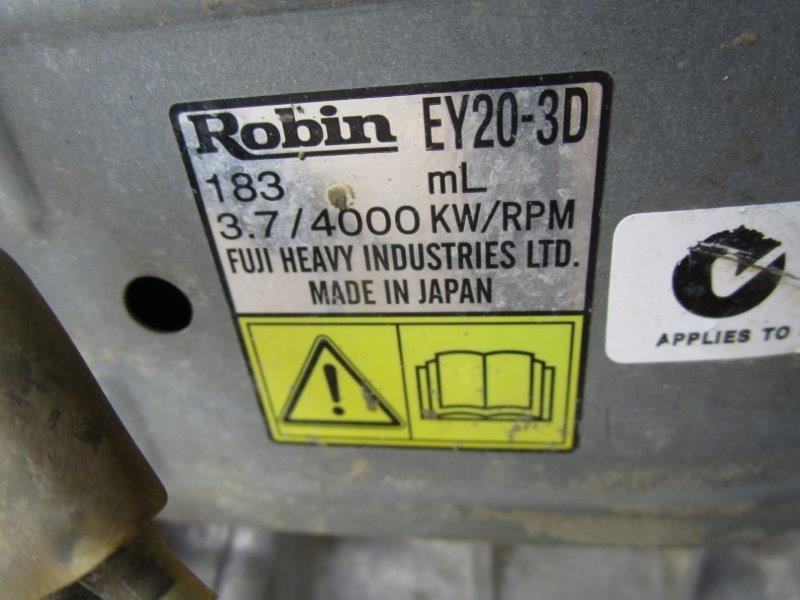 Robin EY20-3D
183 mL
3.7/4000 KW/RPM
FUJI HEAVY INDUSTRIES LTD.
MADE IN JAPAN
APPLIES TO